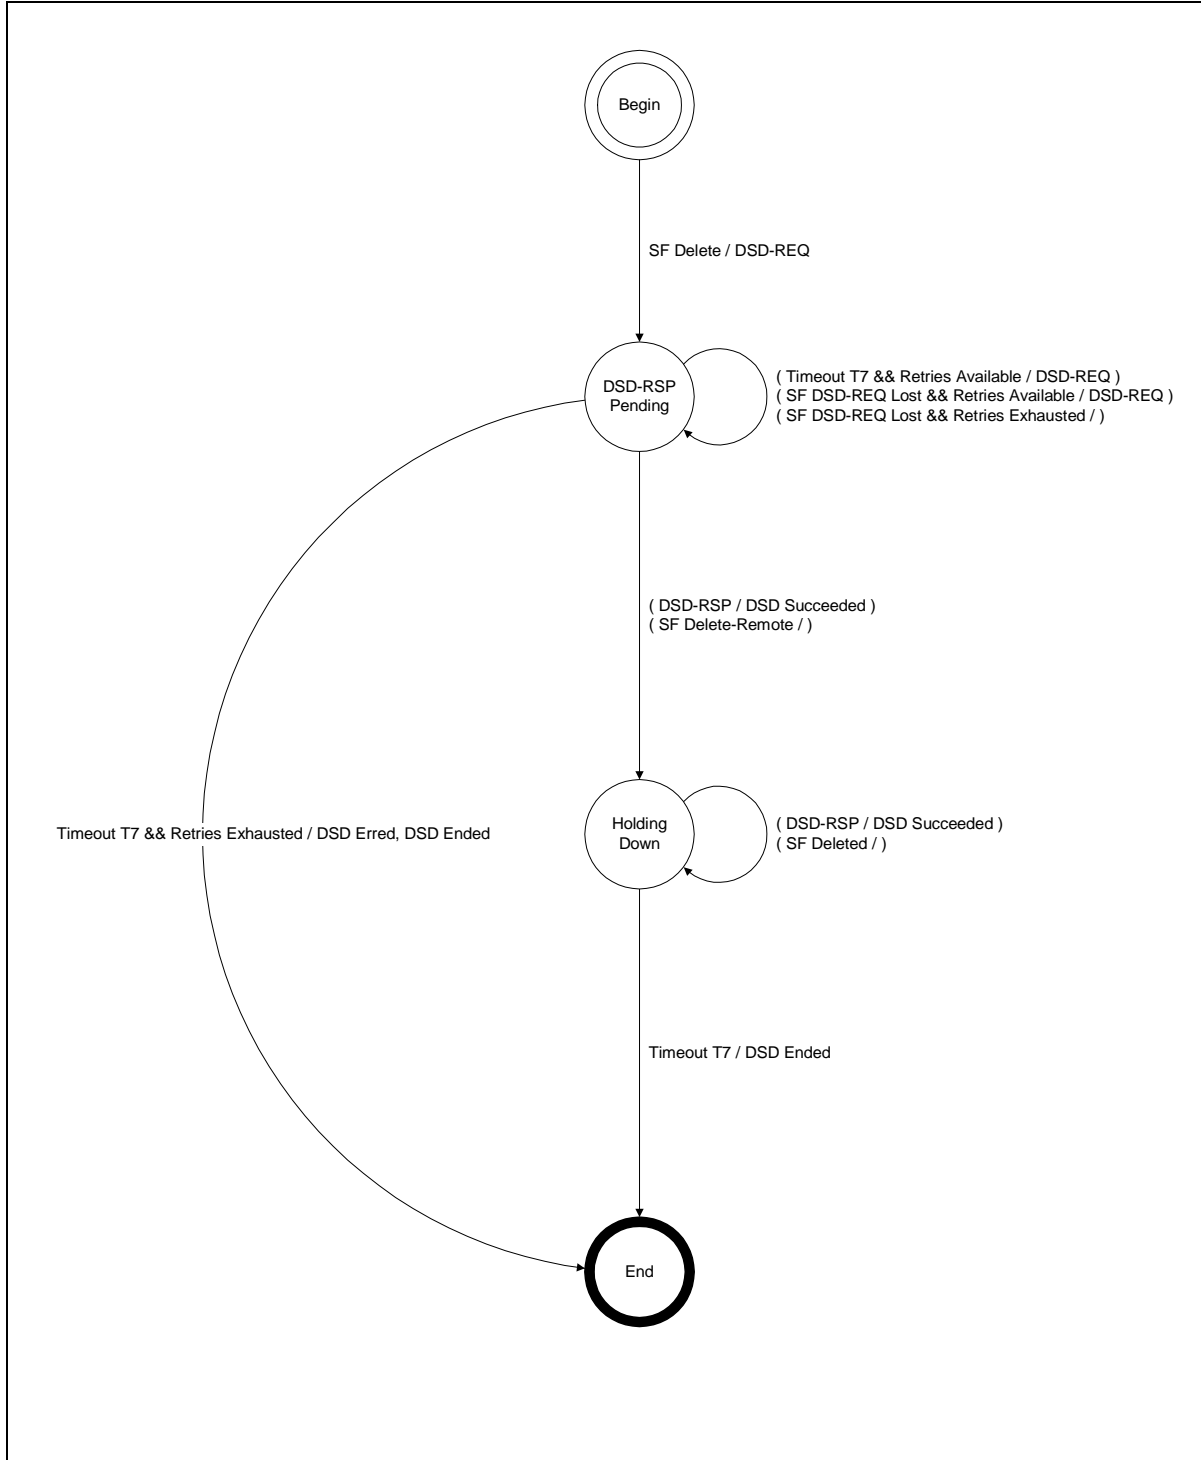 Begin
SF Delete / DSD-REQ
DSD-RSP
Pending
( Timeout T7 && Retries Available / DSD-REQ )
( SF DSD-REQ Lost && Retries Available / DSD-REQ )
( SF DSD-REQ Lost && Retries Exhausted / )
( DSD-RSP / DSD Succeeded )
( SF Delete-Remote / )
Timeout T7 && Retries Exhausted / DSD Erred, DSD Ended
Holding
Down
( DSD-RSP / DSD Succeeded )
( SF Deleted / )
Timeout T7 / DSD Ended
End